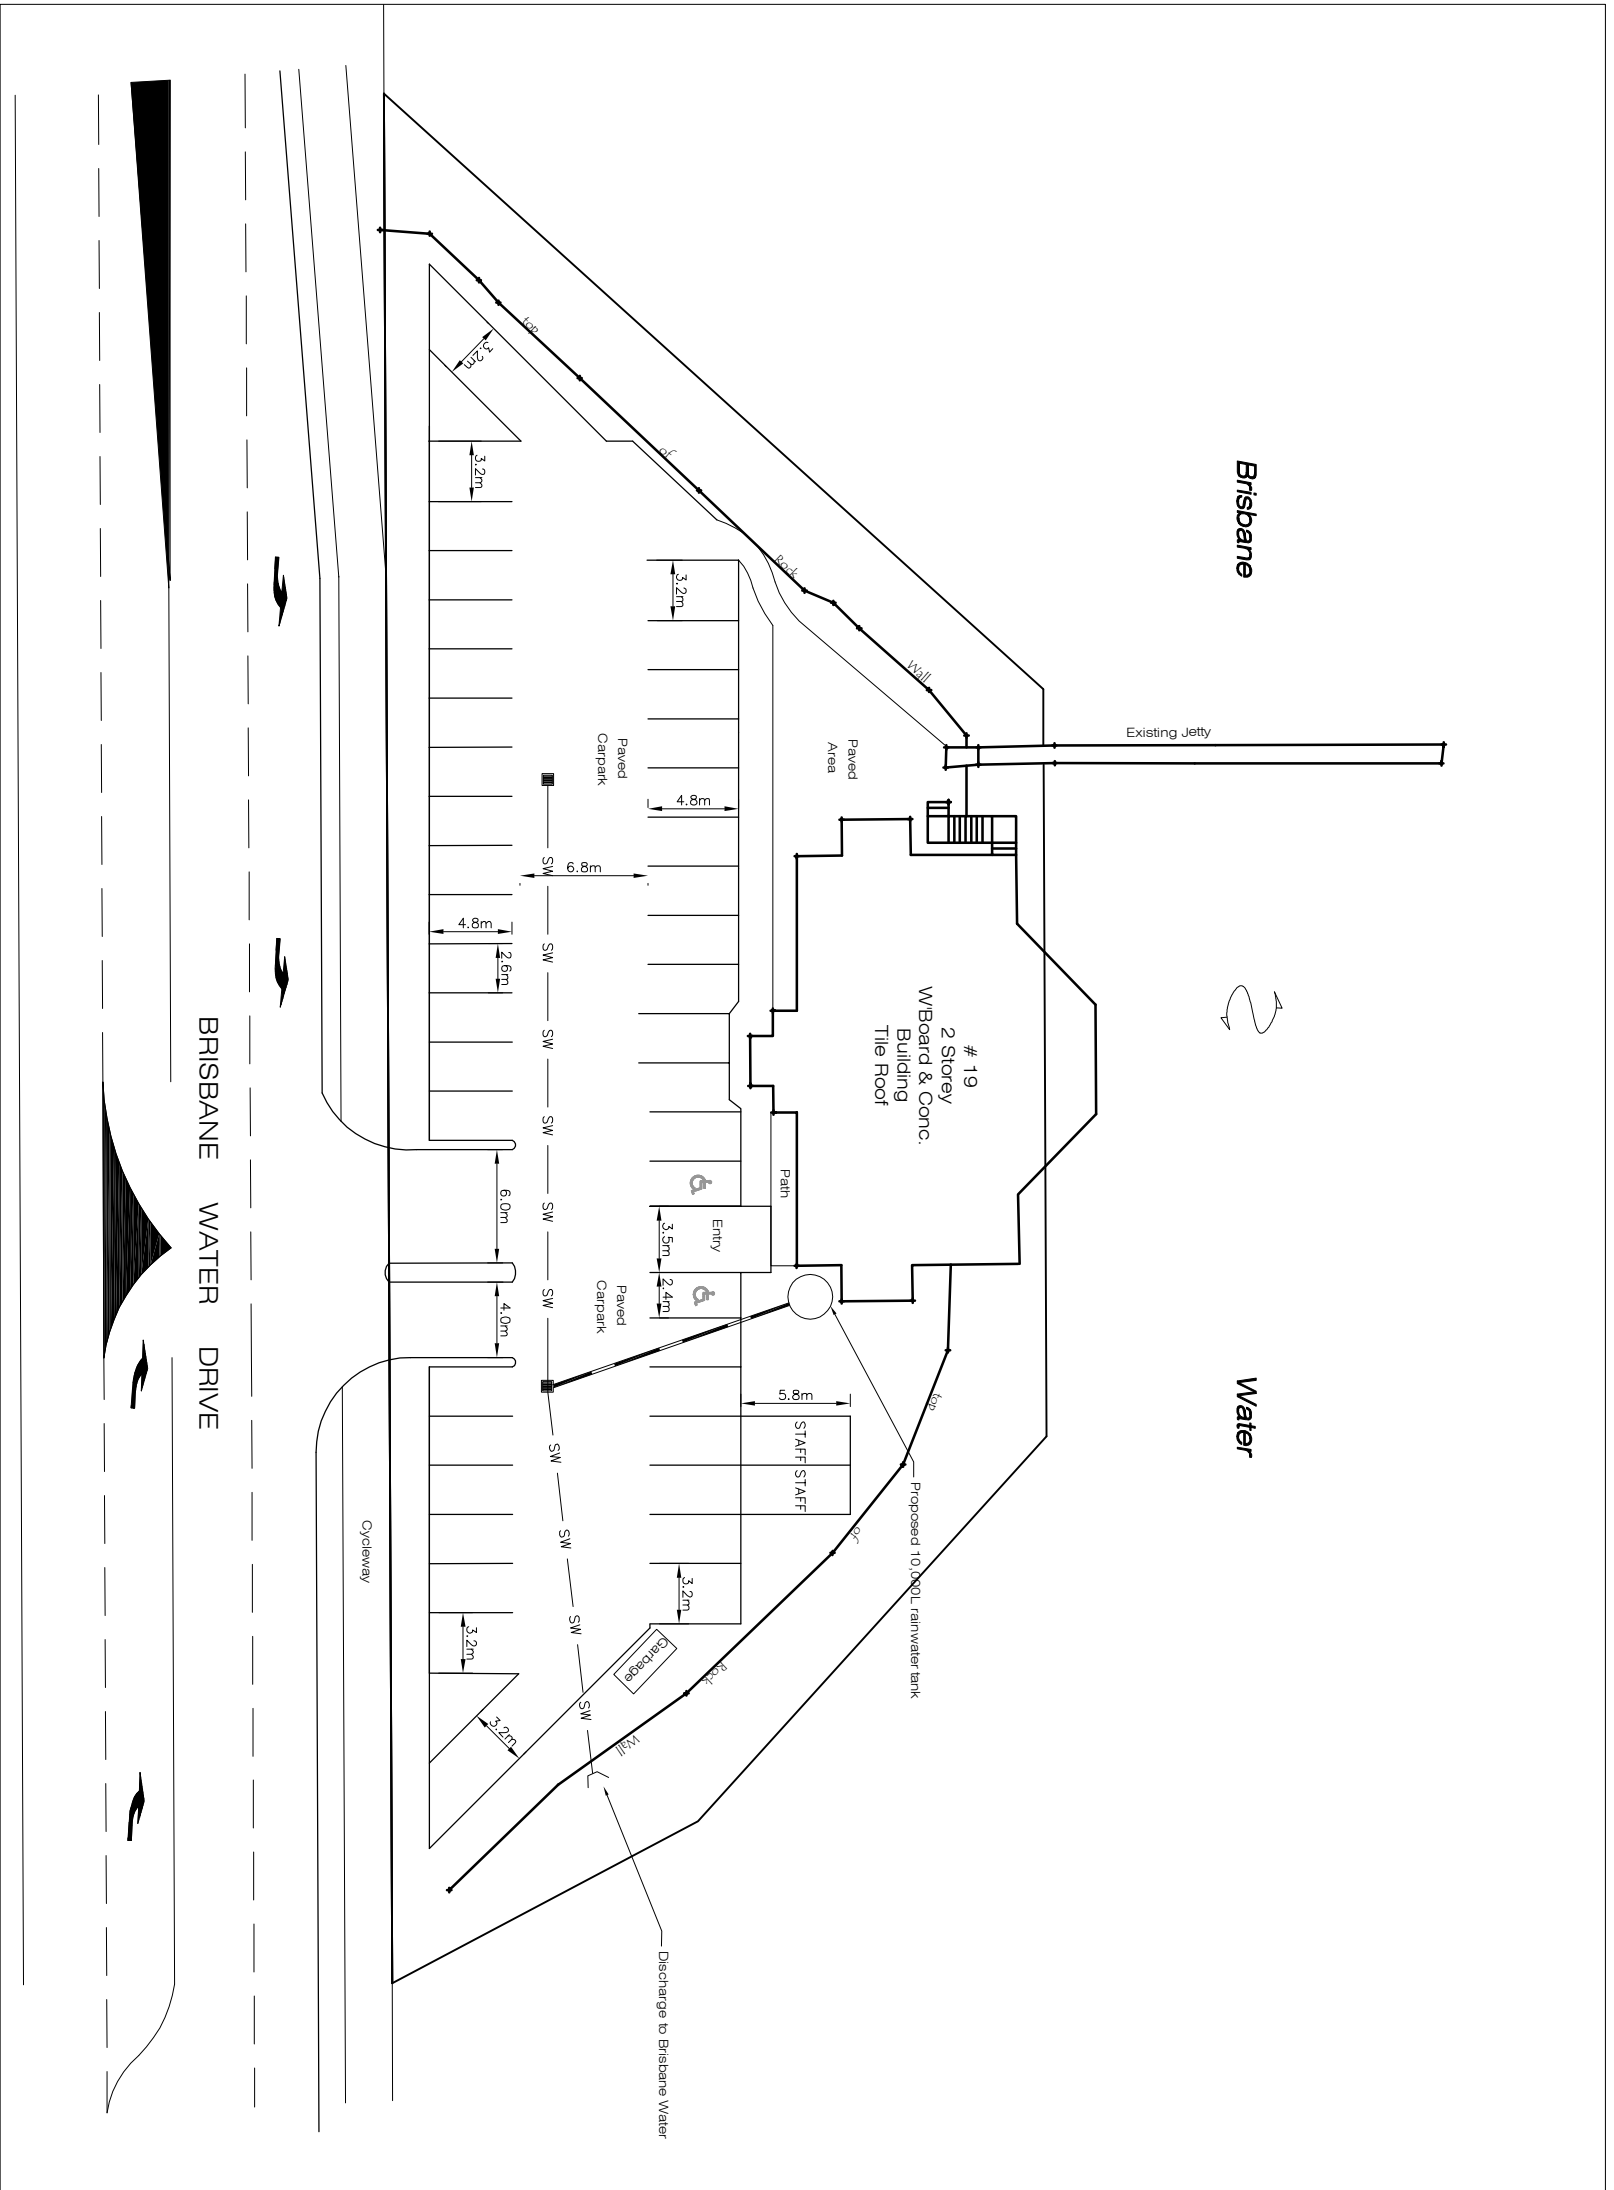 Brisbane
Water
Existing Jetty
# 19
2 Storey
W'Board & Conc.
Building
Tile Roof
Paved
Area
top
of
Rock
Wall
top
of
Rock
Wall
Proposed 10,000L rainwater tank
Path
Entry
STAFF
STAFF
5.8m
3.2m
3.2m
3.2m
4.8m
6.8m
4.8m
2.6m
3.5m
2.4m
3.2m
3.2m
3.2m
6.0m
4.0m
Paved
Carpark
Paved
Carpark
Garbage
SW
SW
SW
SW
SW
SW
SW
SW
SW
SW
Discharge to Brisbane Water
Cycleway
BRISBANE WATER DRIVE